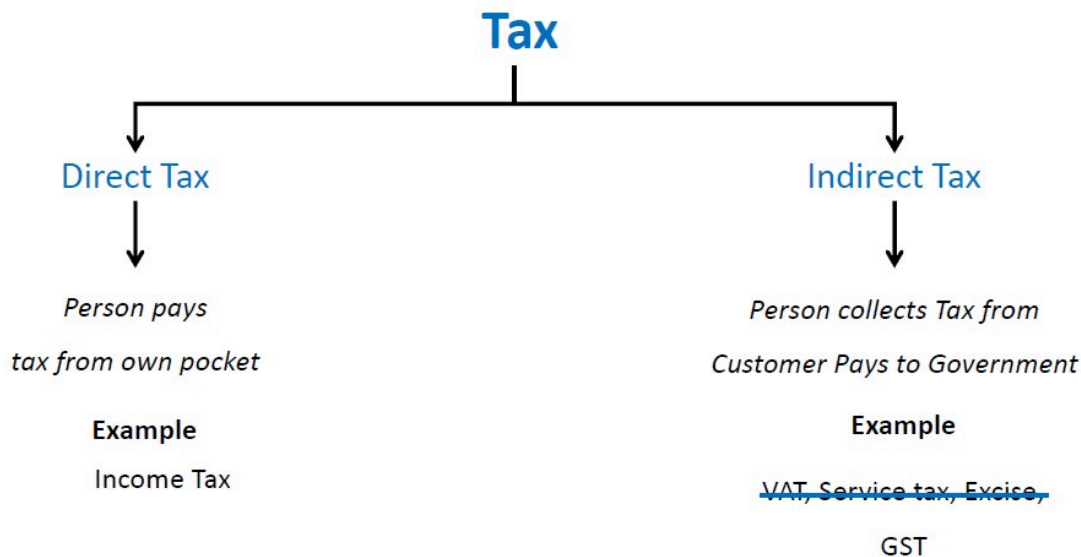 Tax
Direct Tax
Indirect Tax
Person pays
tax from own pocket
Person collects Tax from
Customer Pays to Government
Example
Income Tax
Example
VAT, Service tax, Excise,
GST